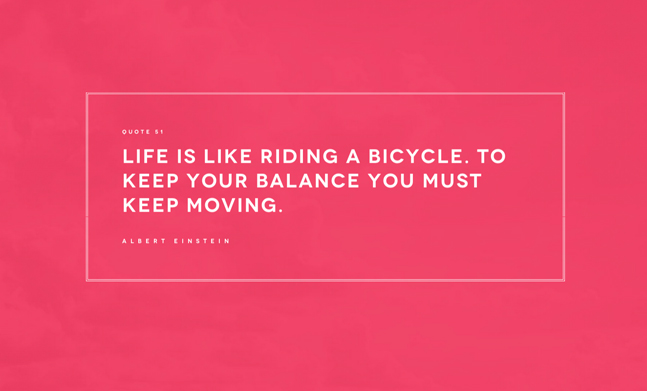 QUOTE 51
LIFE IS LIKE RIDING A BICYCLE. TO
KEEP YOUR BALANCE YOU MUST
KEEP MOVING.
ALBERT EINSTEIN